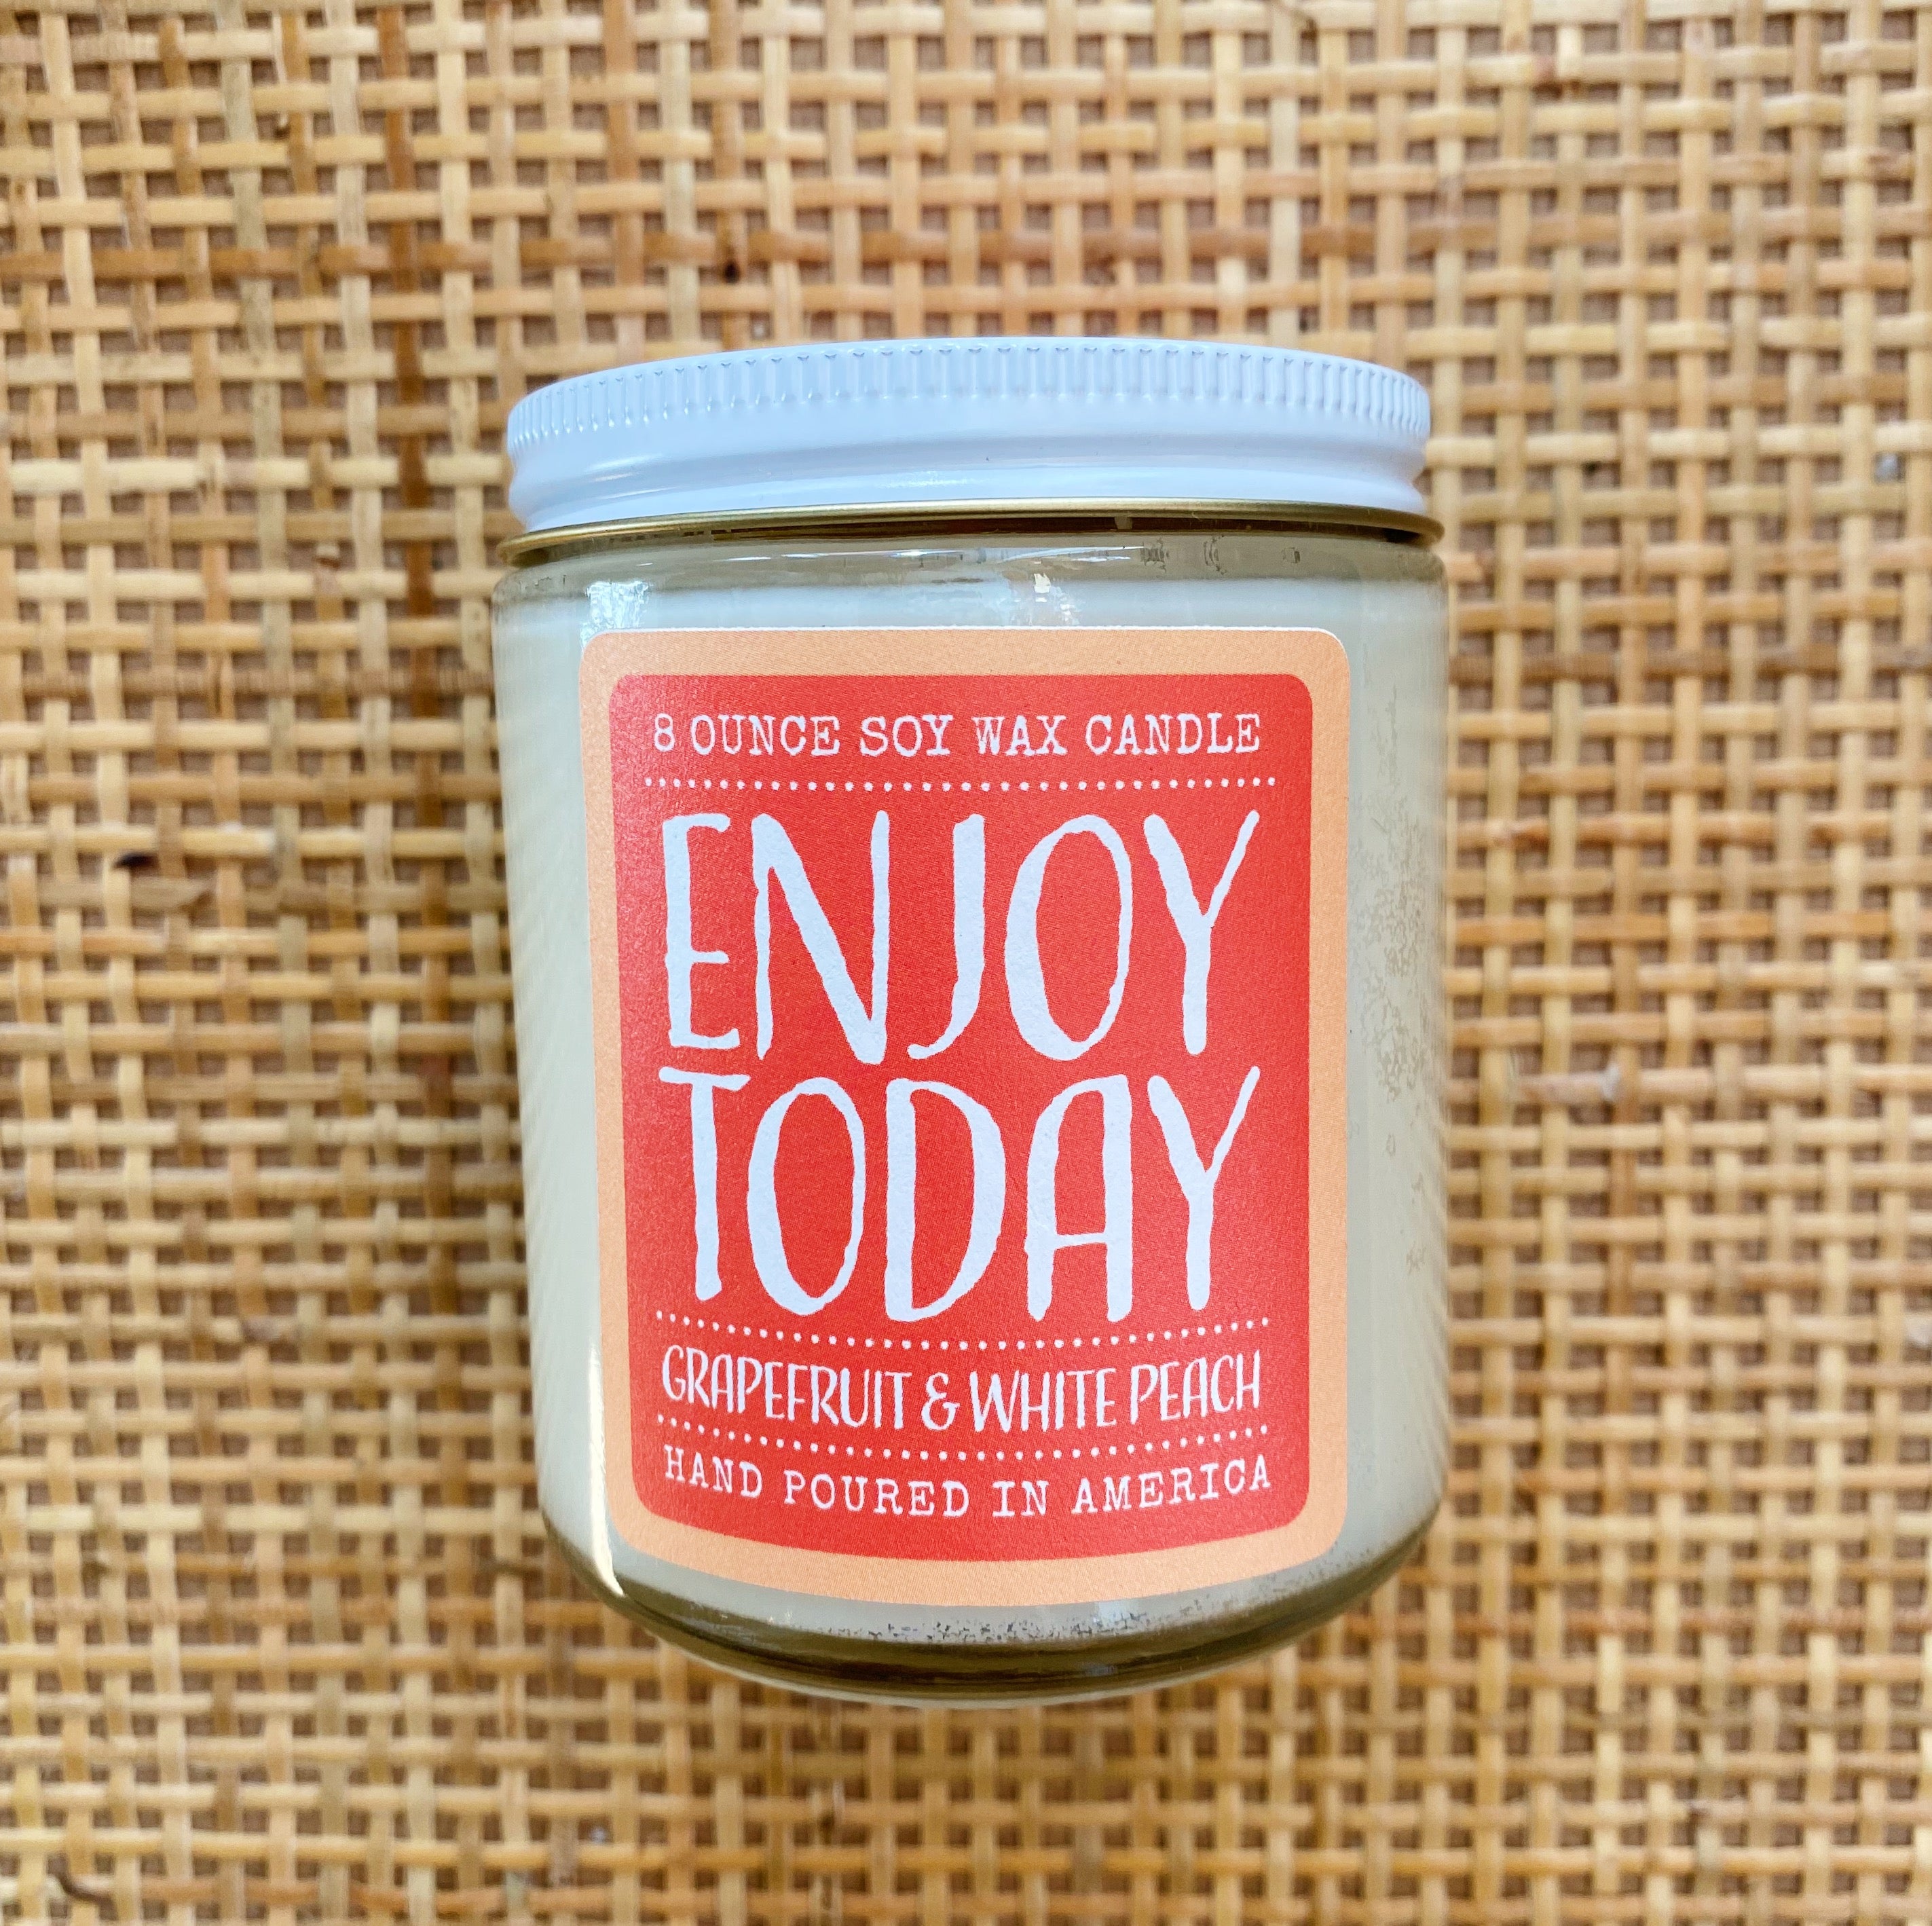 8 OUNCE SOY WAX CANDLE
ENJOY
TODAY
GRAPEFRUIT & WHITE PEACH
HAND POURED IN AMERICA